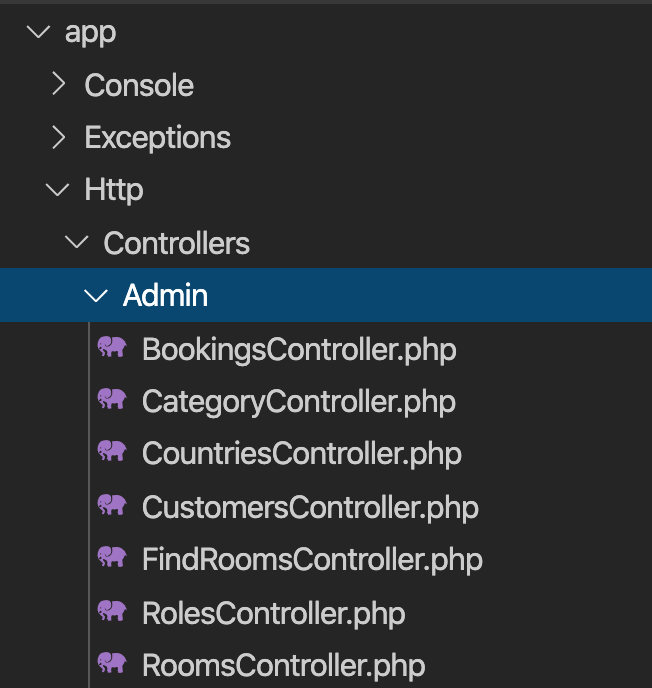 app
Console
Exceptions
Http
Controllers
Admin
BookingsController.php
CategoryController.php
CountriesController.php
CustomersController.php
FindRoomsController.php
RolesController.php
RoomsController.php